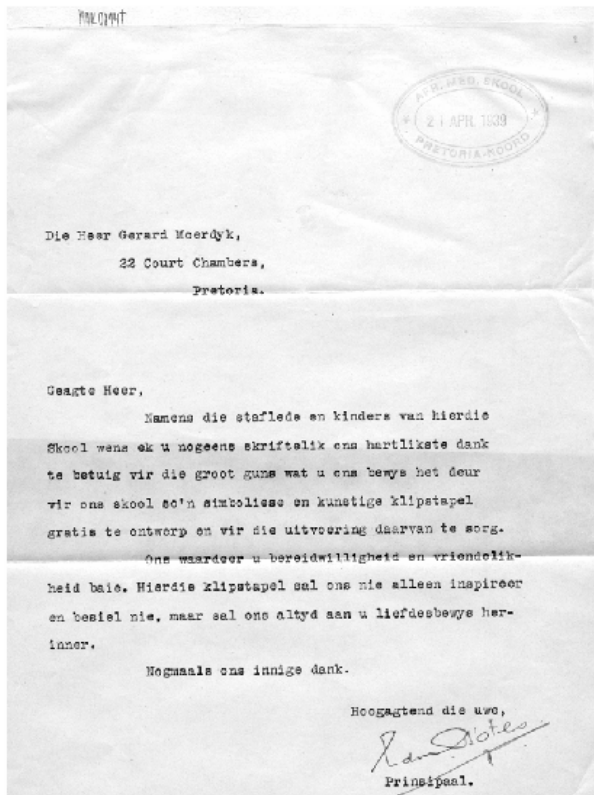 AFR. MED. SKOOL
21 APR. 1939
PRETORIA-NOORD
Die Heer Gerard Moerdyk,
22 Court Chambers,
Pretoria.
Geagte Heer,
Namens die staflede en kinders van hierdie
Skool wens ek u nogeens skriftelik ons hartlikste dank
te betuig vir die groot guns wat u ons bewys het deur
vir ons skool so'n simboliese en kunstige klipstapel
gratis te ontwerp en vir die uitvoering daarvan te sorg.
Ons waardeer u bereidwilligheid en vriendelik-
heid baie. Hierdie klipstapel sal ons nie alleen inspireer
en besiel nie, maar sal ons altyd aan u liefdesbewys her-
inner.
Nogmaals ons innige dank.
Hoogagtend die uwe,
Prinsipaal.